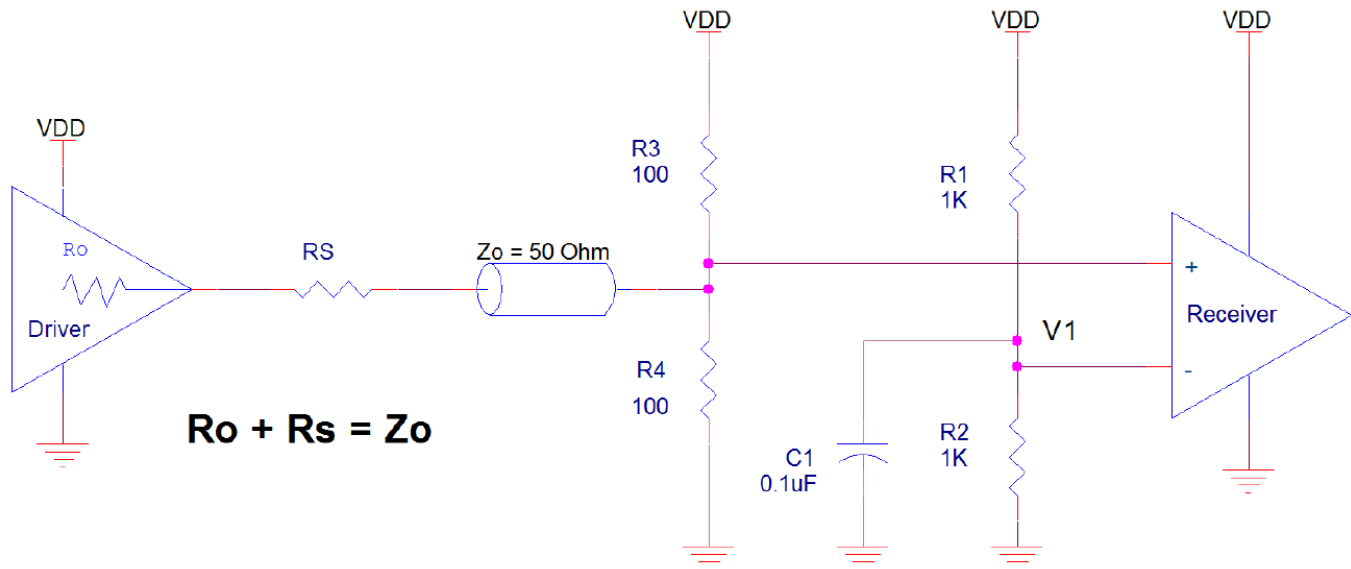 VDD
VDD
VDD
VDD
R3
100
R1
1K
Ro
RS
Zo = 50 Ohm
+
Driver
Receiver
V1
R4
100
-
Ro + Rs = Zo
R2
1K
C1
0.1uF